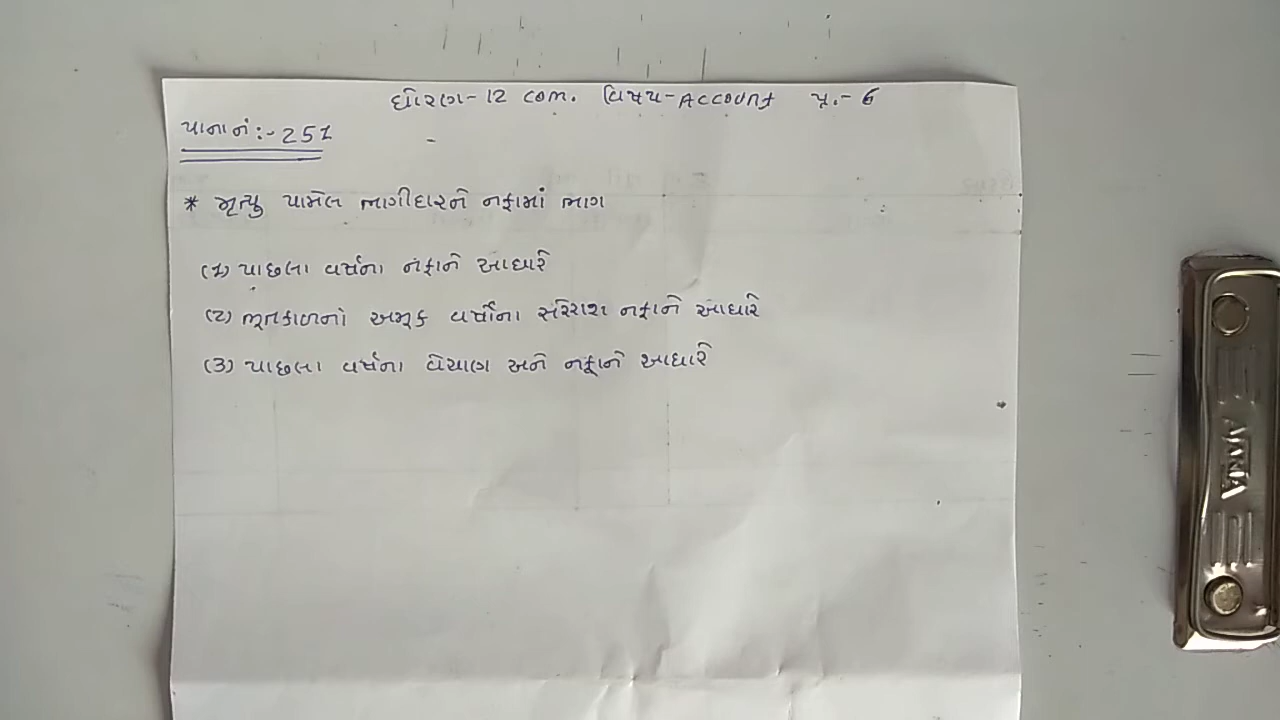 ધોરણ-12 com. વિષય-Account પ્ર.-6
પાના નં:-251
* મૃત્યુ પામેલ ભાગીદારને નફામાં ભાગ
(1) પાછલા વર્ષના નફાને આધારે
(2) ભૂતકાળનાં અમૂક વર્ષોના સરેરાશ નફાને આધારે
(3) પાછલા વર્ષના વેચાણ અને નફાને આધારે
AJANTA